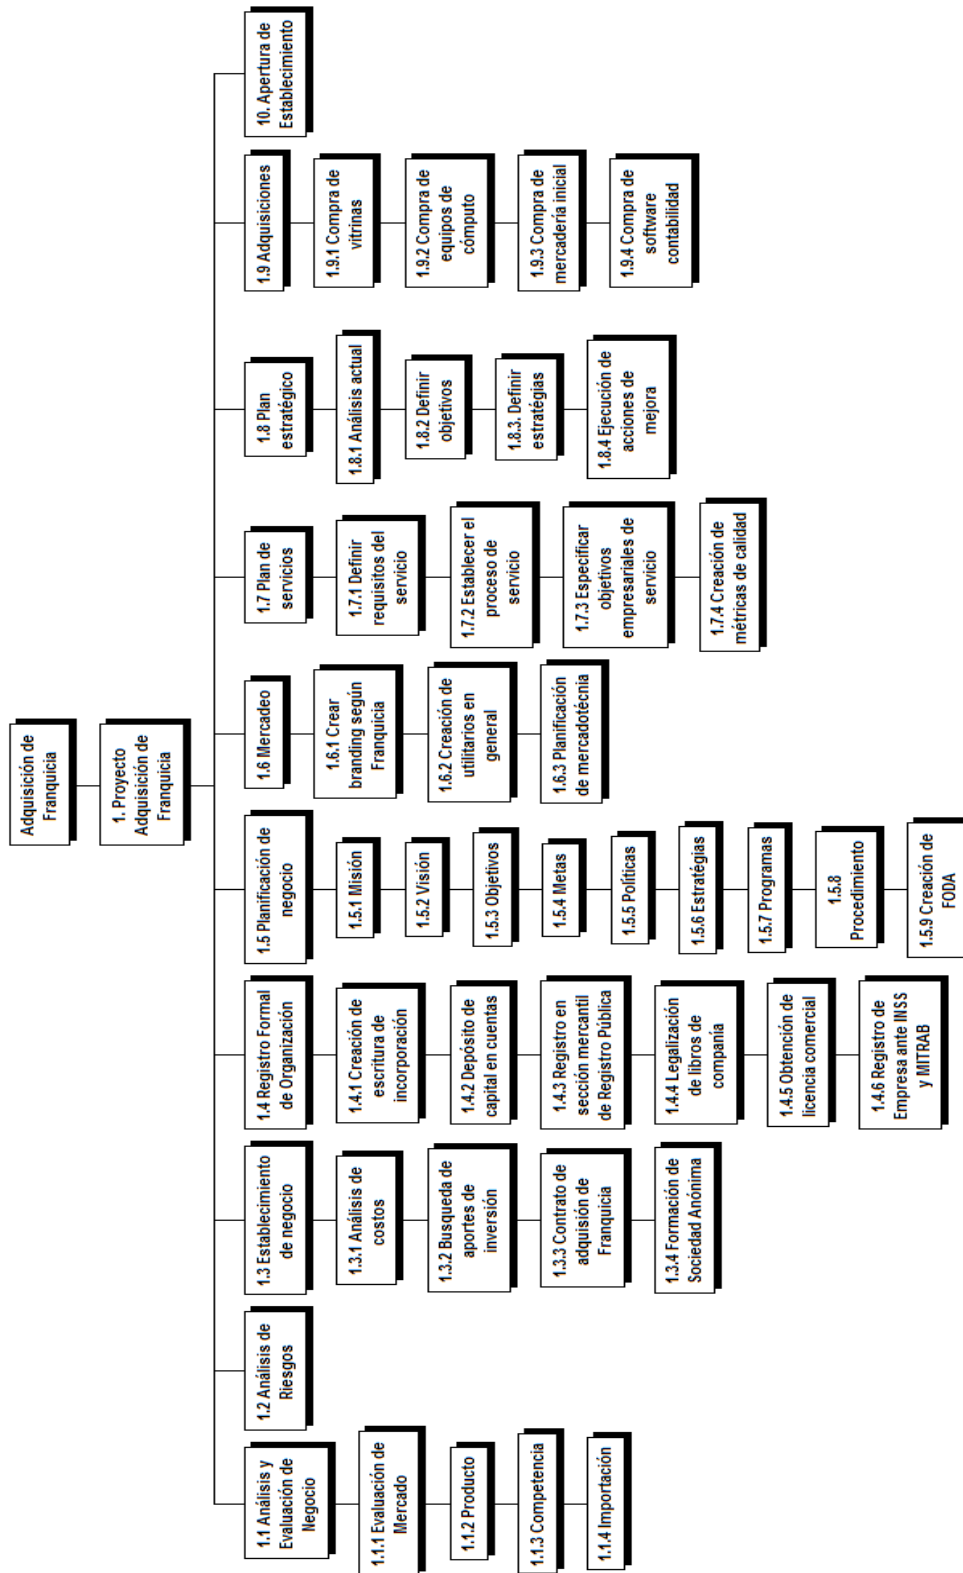 Adquisición de
Franquicia
1. Proyecto
Adquisición de
Franquicia
1.1 Análisis y
Evaluación de
Negocio
1.1.1 Evaluación de
Mercado
1.1.2 Producto
1.1.3 Competencia
1.1.4 Importación
1.2 Análisis de
Riesgos
1.3 Establecimiento
de negocio
1.3.1 Análisis de
costos
1.3.2 Busqueda de
aportes de
inversión
1.3.3 Contrato de
adquisión de
Franquicia
1.3.4 Formación de
Sociedad Anónima
1.4 Registro Formal
de Organización
1.4.1 Creación de
escritura de
incorporación
1.4.2 Depósito de
capital en cuentas
1.4.3 Registro en
sección mercantil
de Registro Pública
1.4.4 Legalización
de libros de
companía
1.4.5 Obtención de
licencia comercial
1.4.6 Registro de
Empresa ante INSS
y MITRAB
1.5 Planificación de
negocio
1.5.1 Misión
1.5.2 Visión
1.5.3 Objetivos
1.5.4 Metas
1.5.5 Políticas
1.5.6 Estratégias
1.5.7 Programas
1.5.8
Procedimiento
1.5.9 Creación de
FODA
1.6 Mercadeo
1.6.1 Crear
branding según
Franquicia
1.6.2 Creación de
utilitarios en
general
1.6.3 Planificación
de mercadotécnia
1.7 Plan de
servicios
1.7.1 Definir
requisitos del
servicio
1.7.2 Establecer el
proceso de
servicio
1.7.3 Especificar
objetivos
empresariales de
servicio
1.7.4 Creación de
métricas de calidad
1.8 Plan
estratégico
1.8.1 Análisis actual
1.8.2 Definir
objetivos
1.8.3. Definir
estratégias
1.8.4 Ejecución de
acciones de
mejora
1.9 Adquisiciones
1.9.1 Compra de
vitrinas
1.9.2 Compra de
equipos de
cómputo
1.9.3 Compra de
mercadería inicial
1.9.4 Compra de
software
contabilidad
10. Apertura de
Establecimiento